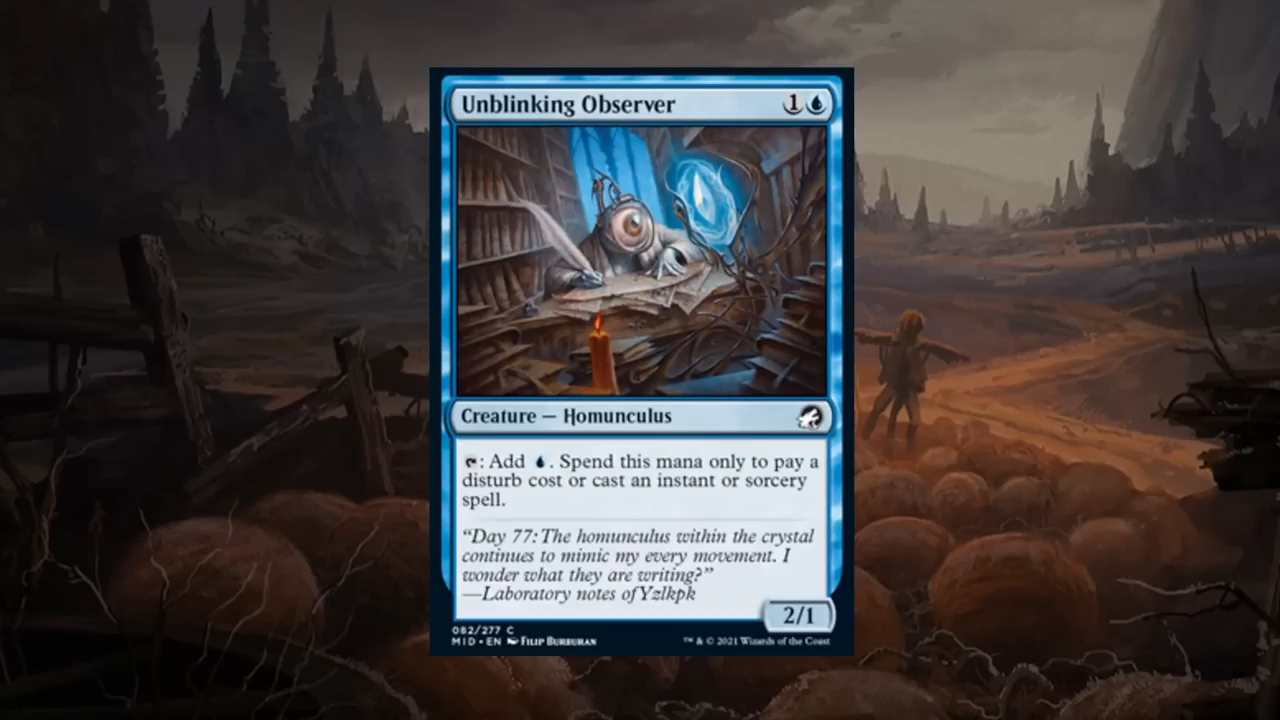 Unblinking Observer 1
Creature — Homunculus
: Add . Spend this mana only to pay a
disturb cost or cast an instant or sorcery
spell.
“Day 77: The homunculus within the crystal
continues to mimic my every movement. I
wonder what they are writing?”
—Laboratory notes of Yzlkpk
2/1
082/277 C
MID • EN Filip Burburan
™ & © 2021 Wizards of the Coast